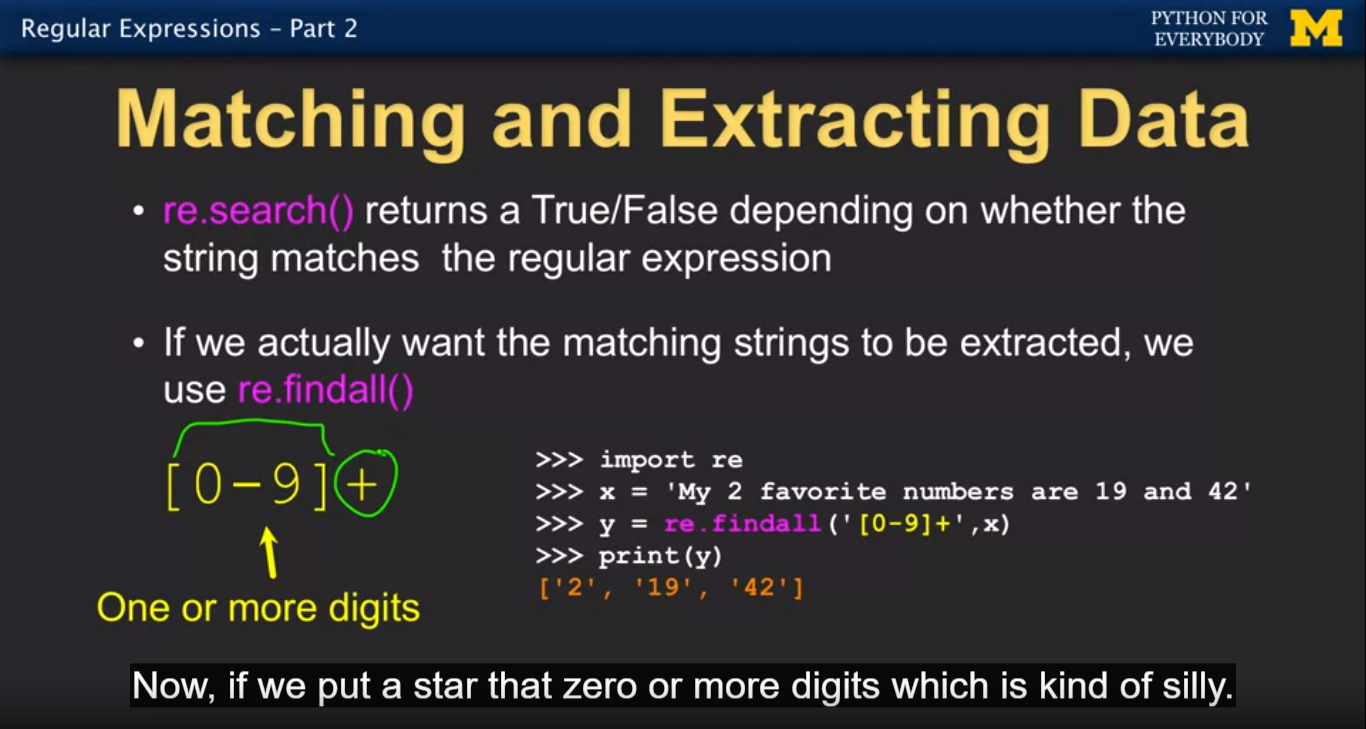 Regular Expressions – Part 2
PYTHON FOR
EVERYBODY
M
Matching and Extracting Data
• re.search() returns a True/False depending on whether the
string matches  the regular expression
• If we actually want the matching strings to be extracted, we
use re.findall()
[0-9]+
One or more digits
>>> import re
>>> x = 'My 2 favorite numbers are 19 and 42'
>>> y = re.findall('[0-9]+',x)
>>> print(y)
['2', '19', '42']
Now, if we put a star that zero or more digits which is kind of silly.